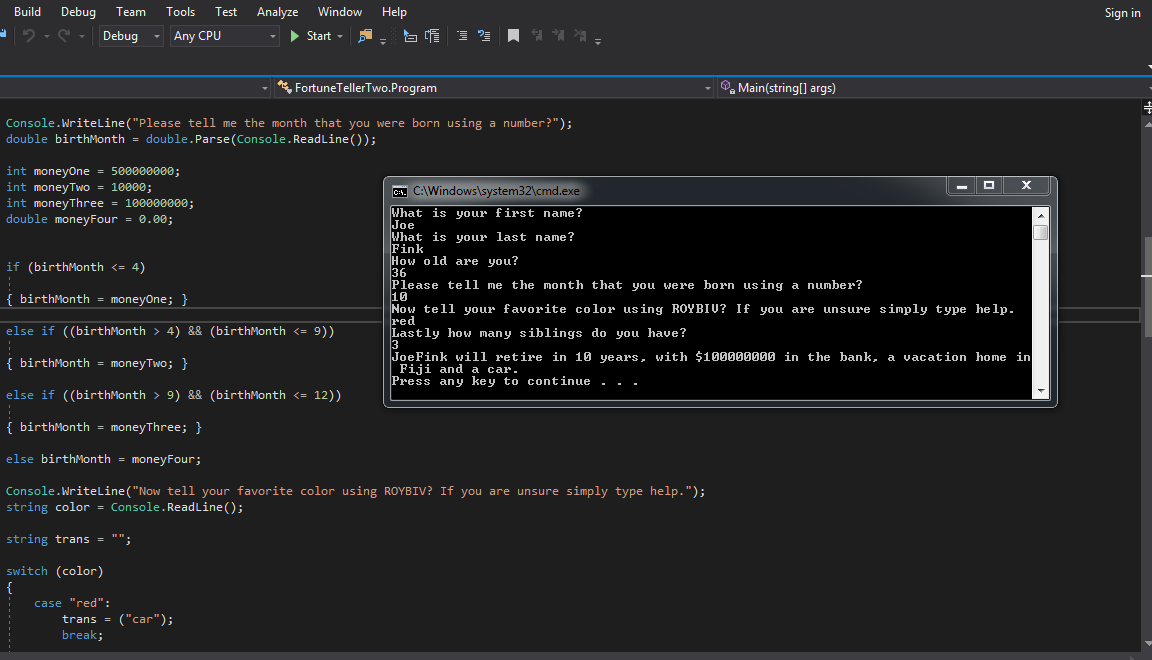 Build Debug Team Tools Test Analyze Window Help
Sign in
Debug Any CPU Start
FortuneTellerTwo.Program Main(string[] args)
Console.WriteLine("Please tell me the month that you were born using a number?");
double birthMonth = double.Parse(Console.ReadLine());
int moneyOne = 500000000;
int moneyTwo = 10000;
int moneyThree = 100000000;
double moneyFour = 0.00;
if (birthMonth <= 4)
{ birthMonth = moneyOne; }
else if ((birthMonth > 4) && (birthMonth <= 9))
{ birthMonth = moneyTwo; }
else if ((birthMonth > 9) && (birthMonth <= 12))
{ birthMonth = moneyThree; }
else birthMonth = moneyFour;
Console.WriteLine("Now tell your favorite color using ROYBIV? If you are unsure simply type help.");
string color = Console.ReadLine();
string trans = "";
switch (color)
{
case "red":
trans = ("car");
break;
C:\Windows\system32\cmd.exe
What is your first name?
Joe
What is your last name?
Fink
How old are you?
36
Please tell me the month that you were born using a number?
10
Now tell your favorite color using ROYBIV? If you are unsure simply type help.
red
Lastly how many siblings do you have?
3
JoeFink will retire in 10 years, with $100000000 in the bank, a vacation home in
Fiji and a car.
Press any key to continue . . .